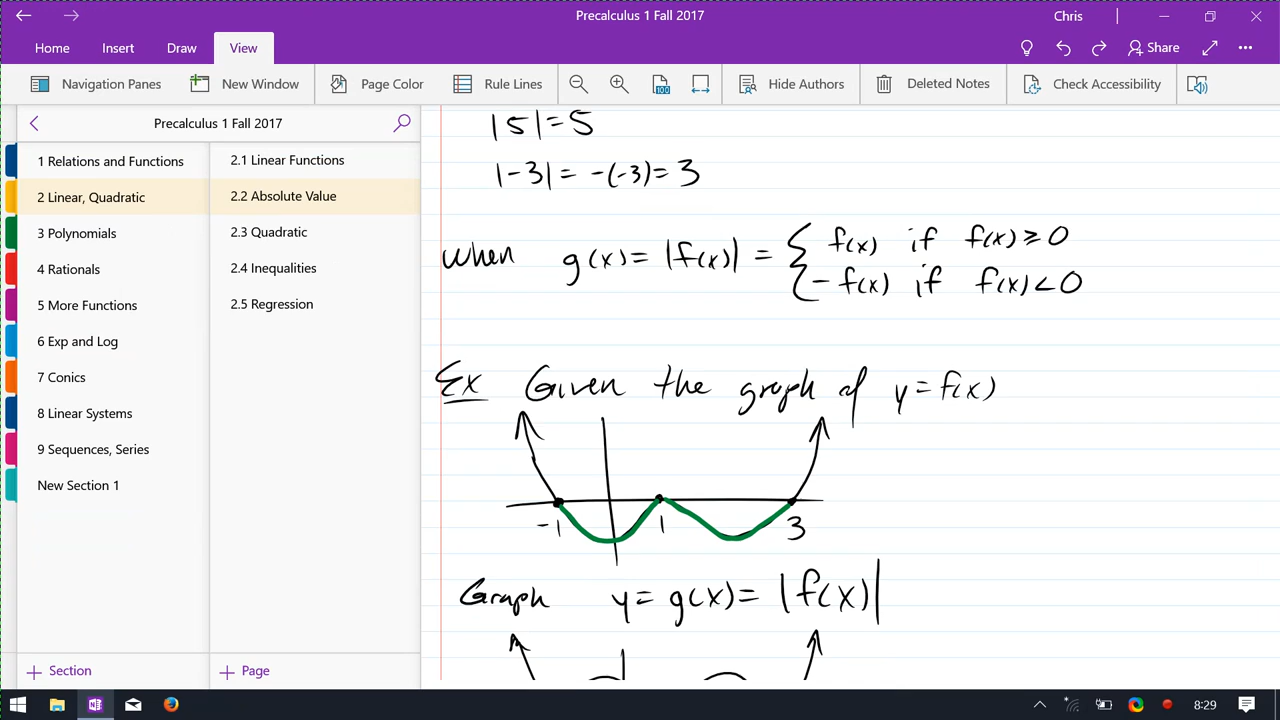 Precalculus 1 Fall 2017
Chris
Home Insert Draw View
Share
Navigation Panes New Window Page Color Rule Lines 100 Hide Authors Deleted Notes Check Accessibility
Precalculus 1 Fall 2017
1 Relations and Functions
2 Linear, Quadratic
3 Polynomials
4 Rationals
5 More Functions
6 Exp and Log
7 Conics
8 Linear Systems
9 Sequences, Series
New Section 1
2.1 Linear Functions
2.2 Absolute Value
2.3 Quadratic
2.4 Inequalities
2.5 Regression
+ Section
+ Page
|5|=5
|-3|= -(-3)= 3
When g(x)= |f(x)| = { f(x) if f(x) ≥ 0
-f(x) if f(x) < 0
Ex Given the graph of y = f(x)
-1 1 3
Graph y= g(x)= |f(x)|
8:29